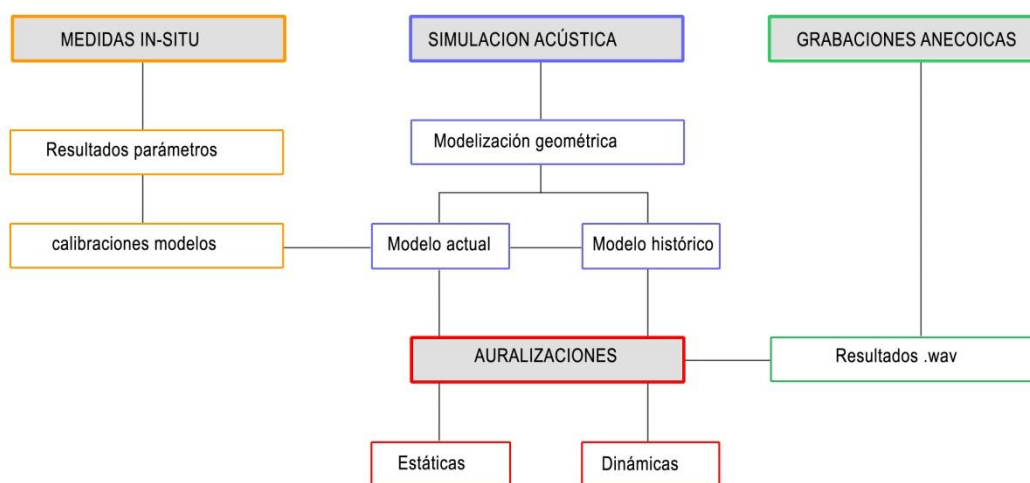 MEDIDAS IN-SITU
SIMULACION ACÚSTICA
GRABACIONES ANECOICAS
Resultados parámetros
Modelización geométrica
calibraciones modelos
Modelo actual
Modelo histórico
AURALIZACIONES
Resultados .wav
Estáticas
Dinámicas